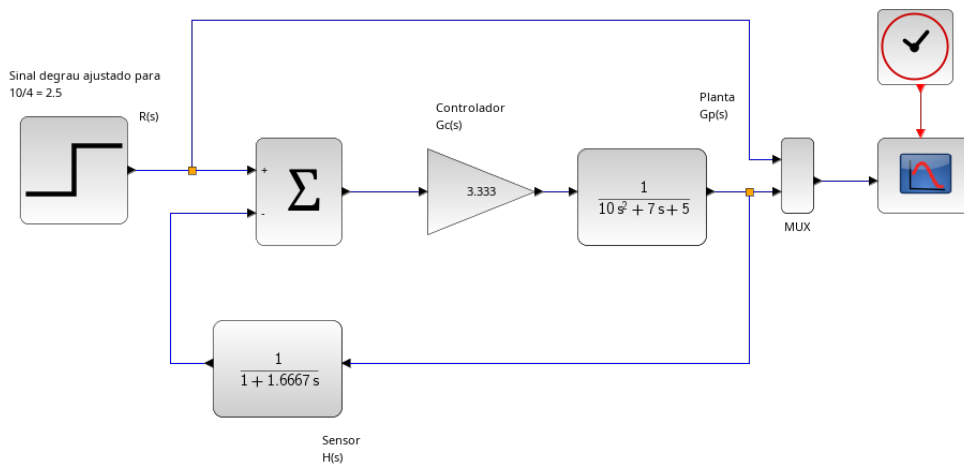 Sinal degrau ajustado para
10/4 = 2.5
R(s)
Controlador
Gc(s)
Planta
Gp(s)
+
-
Σ
3.333
1
10 s² + 7 s + 5
MUX
1
1 + 1.6667 s
Sensor
H(s)